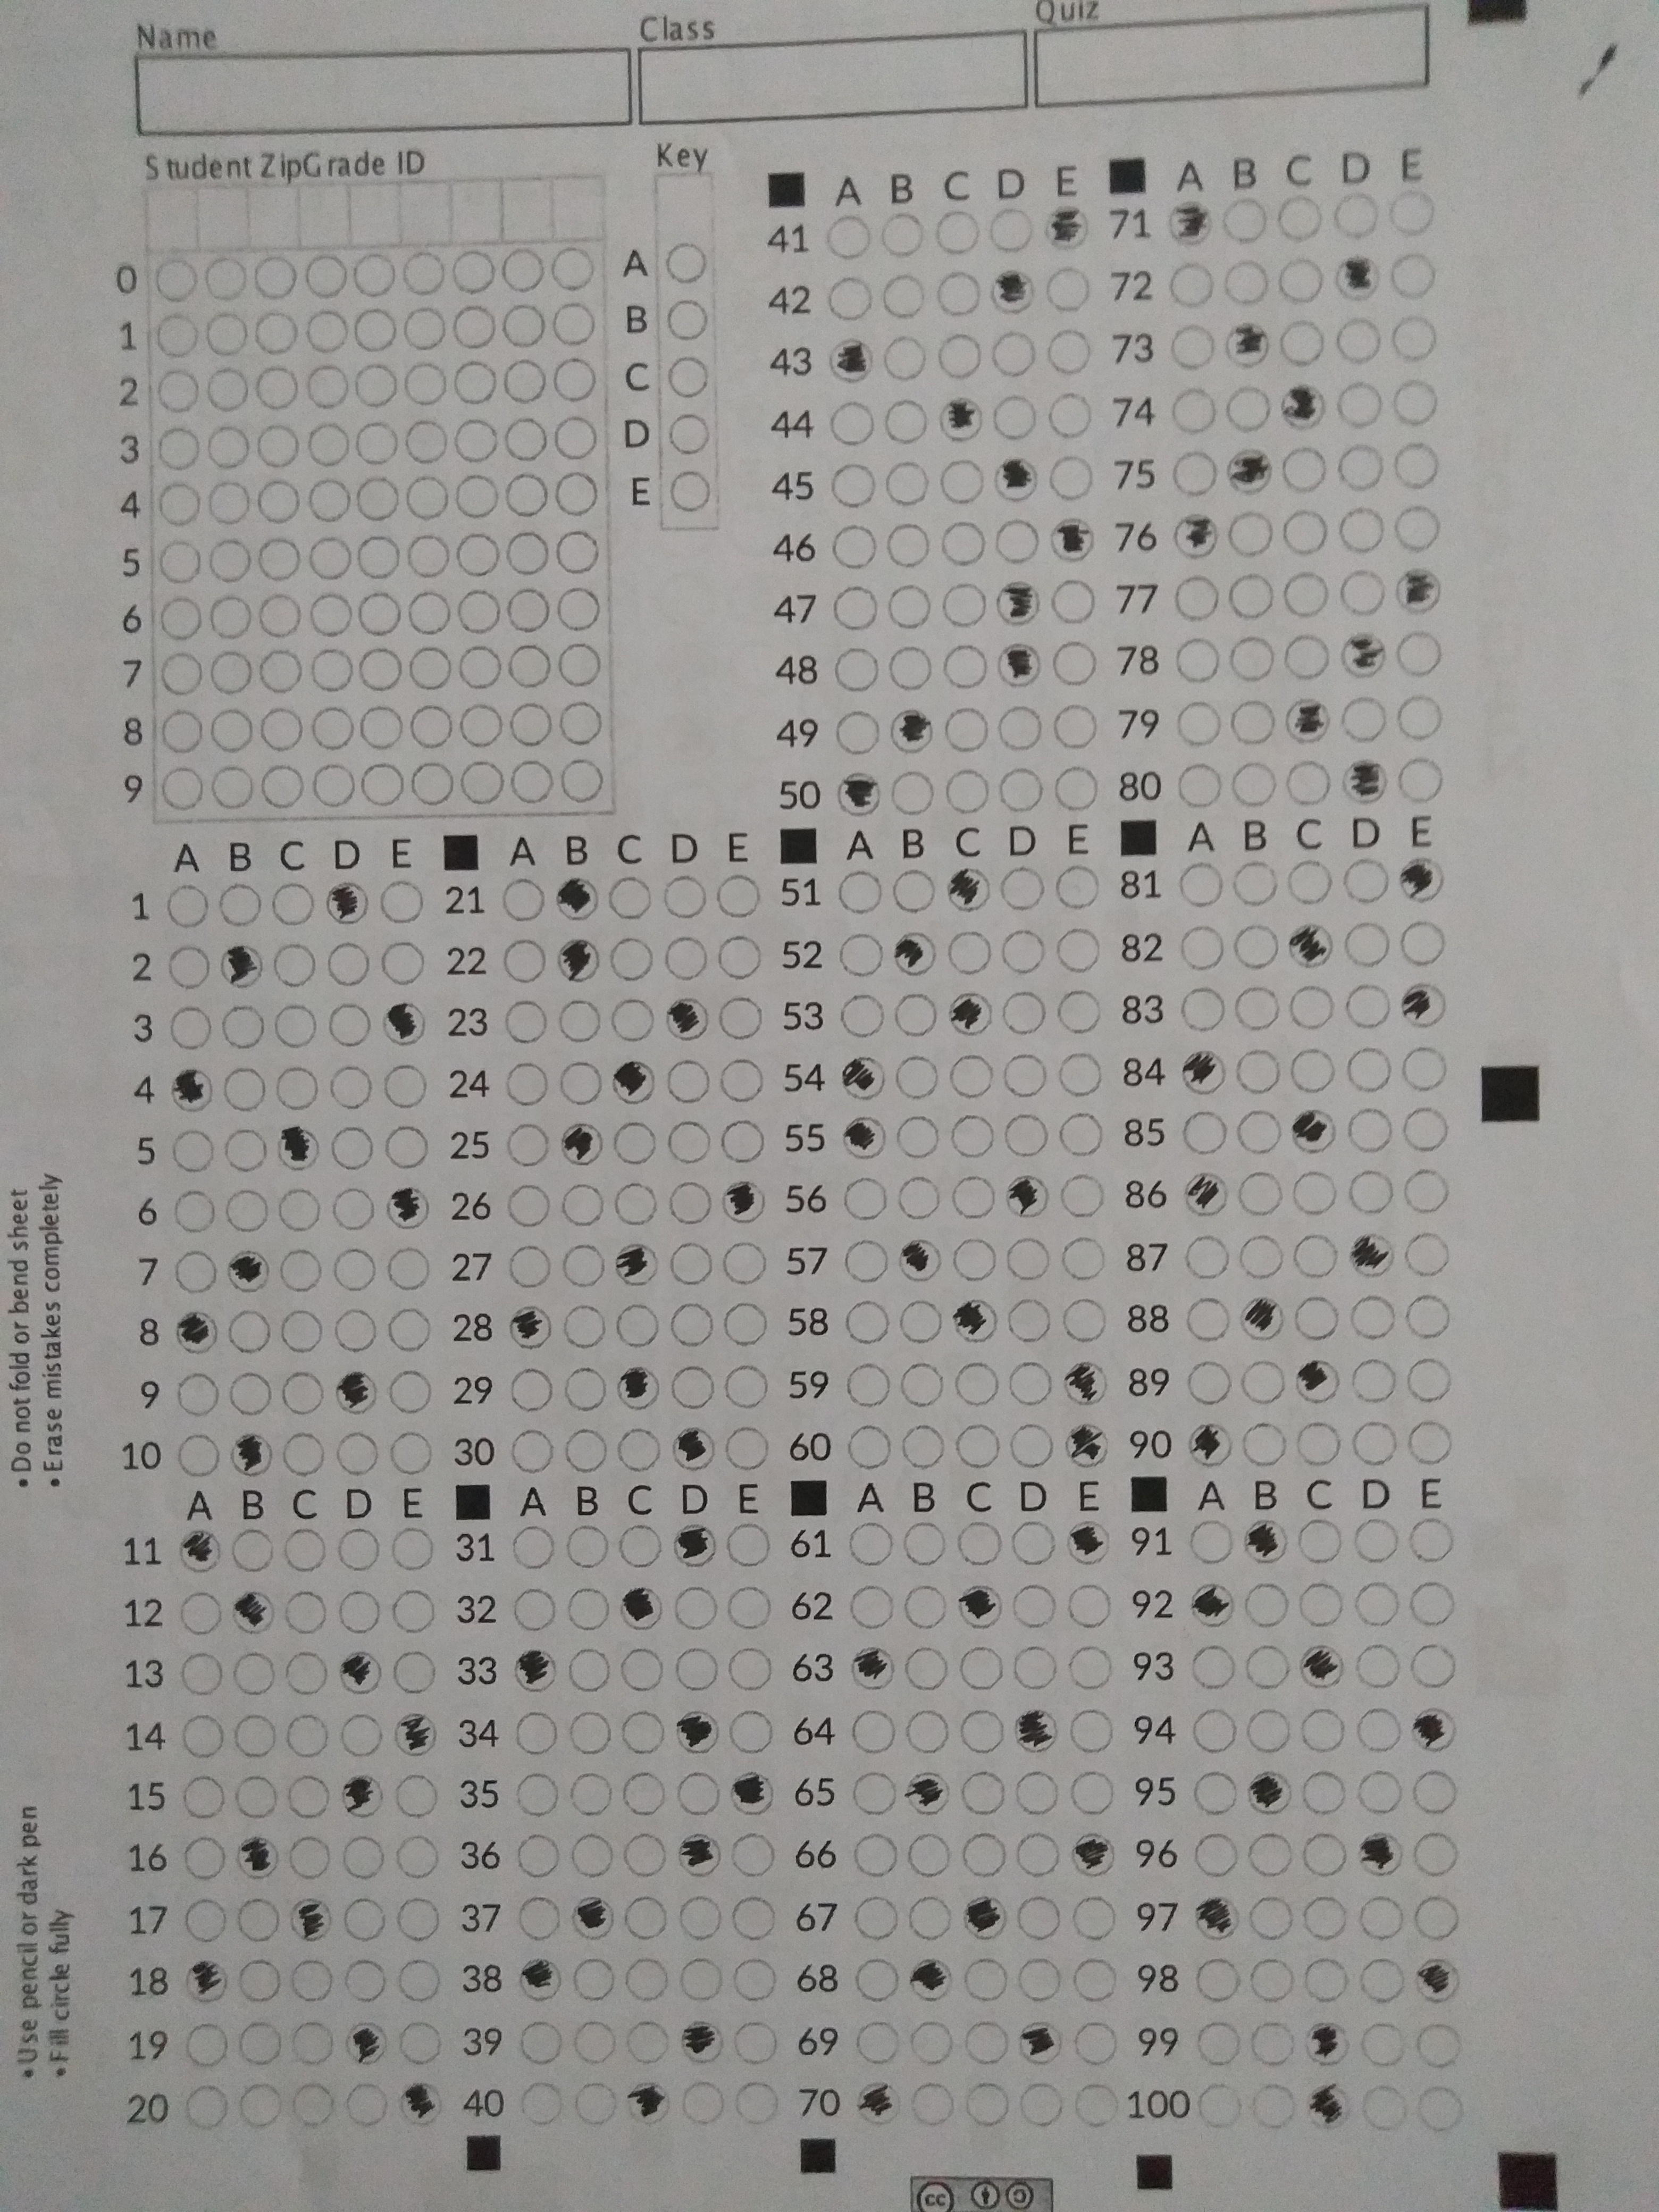 Name Class Quiz
Student ZipGrade ID Key
A B C D E A B C D E
41 71
0 A
42 72
1 B
43 73
2 C
44 74
3 D
45 75
4 E
46 76
5
47 77
6
48 78
7
49 79
8
50 80
9
A B C D E A B C D E A B C D E A B C D E
1 21 51 81
2 22 52 82
3 23 53 83
4 24 54 84
5 25 55 85
6 26 56 86
7 27 57 87
8 28 58 88
9 29 59 89
10 30 60 90
A B C D E A B C D E A B C D E A B C D E
11 31 61 91
12 32 62 92
13 33 63 93
14 34 64 94
15 35 65 95
16 36 66 96
17 37 67 97
18 38 68 98
19 39 69 99
20 40 70 100
•Use pencil or dark pen •Do not fold or bend sheet
•Fill circle fully •Erase mistakes completely
cc